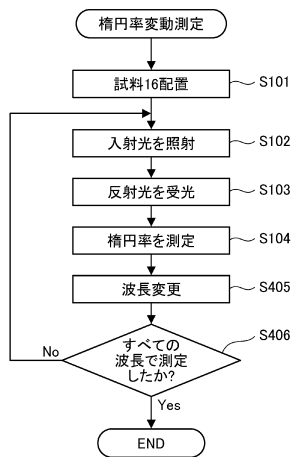 楕円率変動測定
試料16配置
S101
入射光を照射
S102
反射光を受光
S103
楕円率を測定
S104
波長変更
S405
すべての
波長で測定
したか?
S406
No
Yes
END